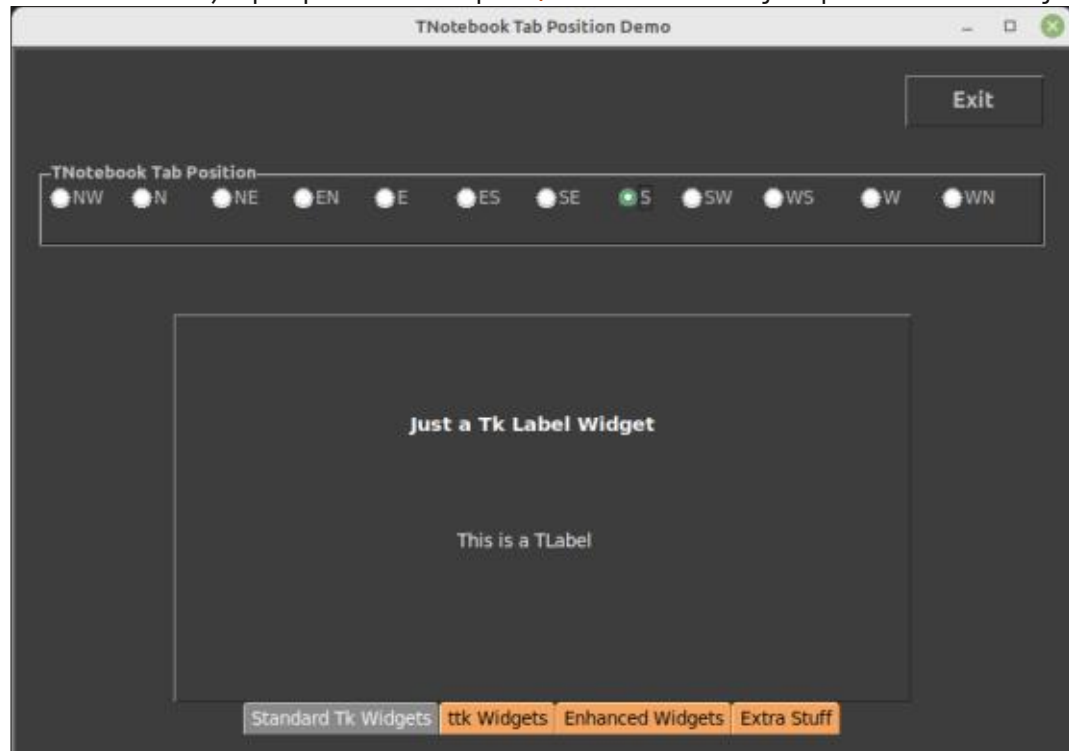 TNotebook Tab Position Demo
Exit
TNotebook Tab Position
NW N NE EN E ES SE S SW WS W WN
Just a Tk Label Widget
This is a TLabel
Standard Tk Widgets ttk Widgets Enhanced Widgets Extra Stuff